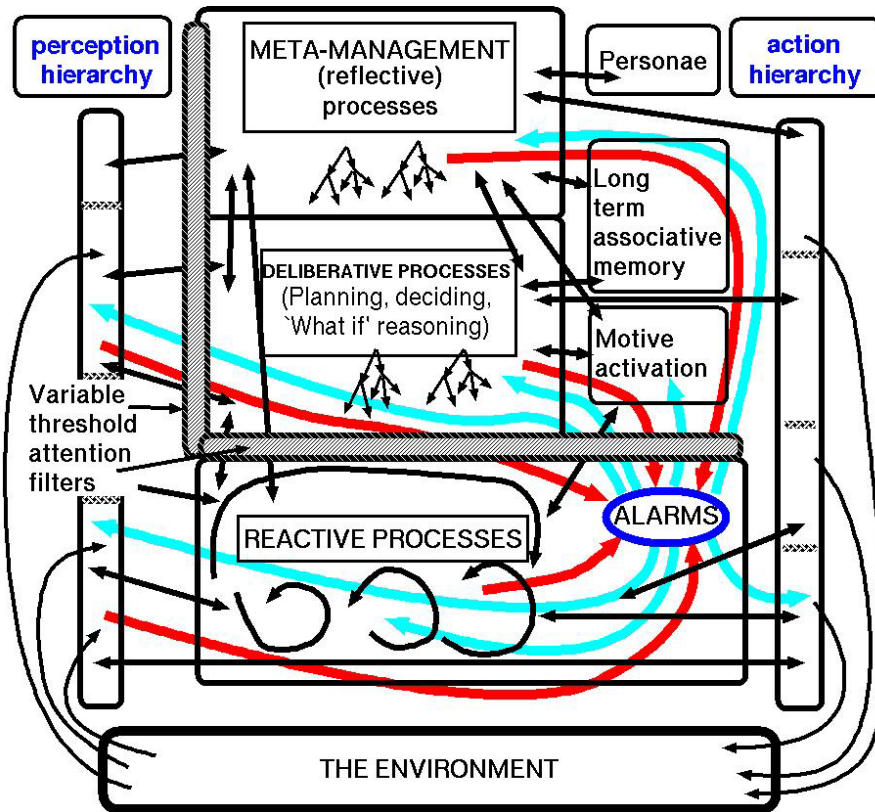 perception
hierarchy
META-MANAGEMENT
(reflective)
processes
Personae
action
hierarchy
Long
term
associative
memory
DELIBERATIVE PROCESSES
(Planning, deciding,
`What if' reasoning)
Motive
activation
Variable
threshold
attention
filters
REACTIVE PROCESSES
ALARMS
THE ENVIRONMENT